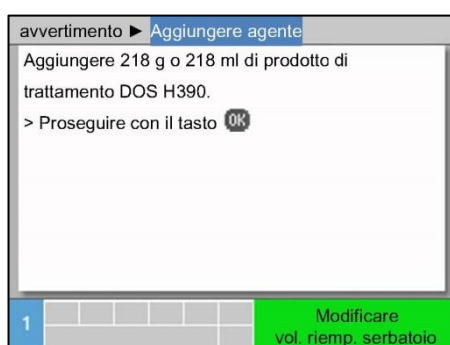 avvertimento ► Aggiungere agente
Aggiungere 218 g o 218 ml di prodotto di
trattamento DOS H390.
> Proseguire con il tasto OK
1
Modificare
vol. riemp. serbatoio